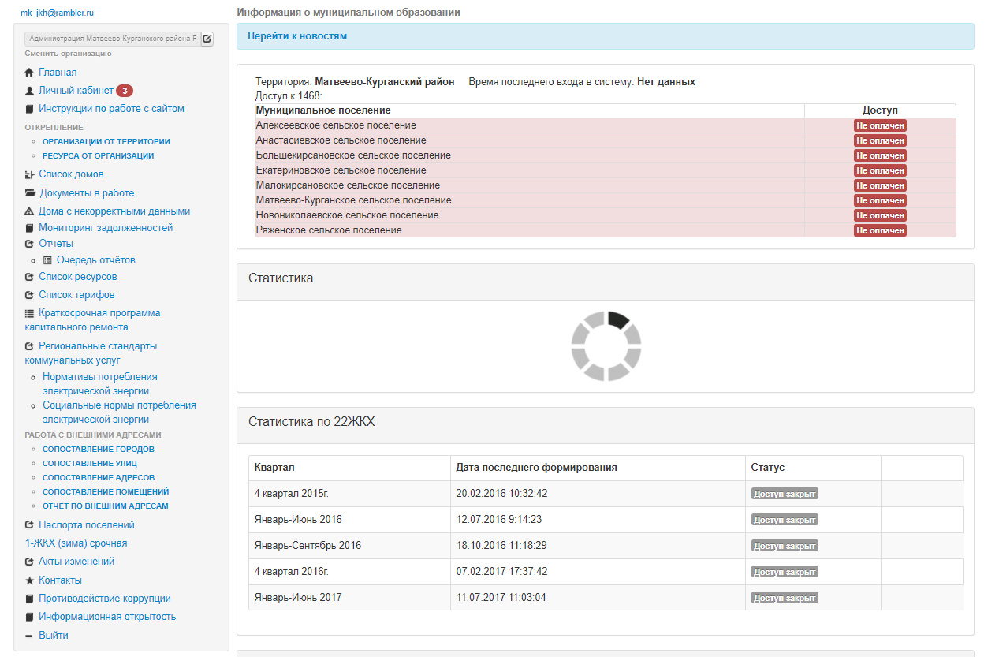 mk_jkh@rambler.ru
Администрация Матвеево-Курганского района Р
Сменить организацию
Главная
Личный кабинет 3
Инструкции по работе с сайтом
ОТКРЕПЛЕНИЕ
ОРГАНИЗАЦИИ ОТ ТЕРРИТОРИИ
РЕСУРСА ОТ ОРГАНИЗАЦИИ
Список домов
Документы в работе
Дома с некорректными данными
Мониторинг задолженностей
Отчеты
Очередь отчётов
Список ресурсов
Список тарифов
Краткосрочная программа
капитального ремонта
Региональные стандарты
коммунальных услуг
Нормативы потребления
электрической энергии
Социальные нормы потребления
электрической энергии
РАБОТА С ВНЕШНИМИ АДРЕСАМИ
СОПОСТАВЛЕНИЕ ГОРОДОВ
СОПОСТАВЛЕНИЕ УЛИЦ
СОПОСТАВЛЕНИЕ АДРЕСОВ
СОПОСТАВЛЕНИЕ ПОМЕЩЕНИЙ
ОТЧЕТ ПО ВНЕШНИМ АДРЕСАМ
Паспорта поселений
1-ЖКХ (зима) срочная
Акты изменений
Контакты
Противодействие коррупции
Информационная открытость
Выйти
Информация о муниципальном образовании
Перейти к новостям
Территория: Матвеево-Курганский район Время последнего входа в систему: Нет данных
Доступ к 1468:
Муниципальное поселение Доступ
Алексеевское сельское поселение Не оплачен
Анастасиевское сельское поселение Не оплачен
Большекирсановское сельское поселение Не оплачен
Екатериновское сельское поселение Не оплачен
Малокирсановское сельское поселение Не оплачен
Матвеево-Курганское сельское поселение Не оплачен
Новониколаевское сельское поселение Не оплачен
Ряженское сельское поселение Не оплачен
Статистика
Статистика по 22ЖКХ
Квартал Дата последнего формирования Статус
4 квартал 2015г. 20.02.2016 10:32:42 Доступ закрыт
Январь-Июнь 2016 12.07.2016 9:14:23 Доступ закрыт
Январь-Сентябрь 2016 18.10.2016 11:18:29 Доступ закрыт
4 квартал 2016г. 07.02.2017 17:37:42 Доступ закрыт
Январь-Июнь 2017 11.07.2017 11:03:04 Доступ закрыт